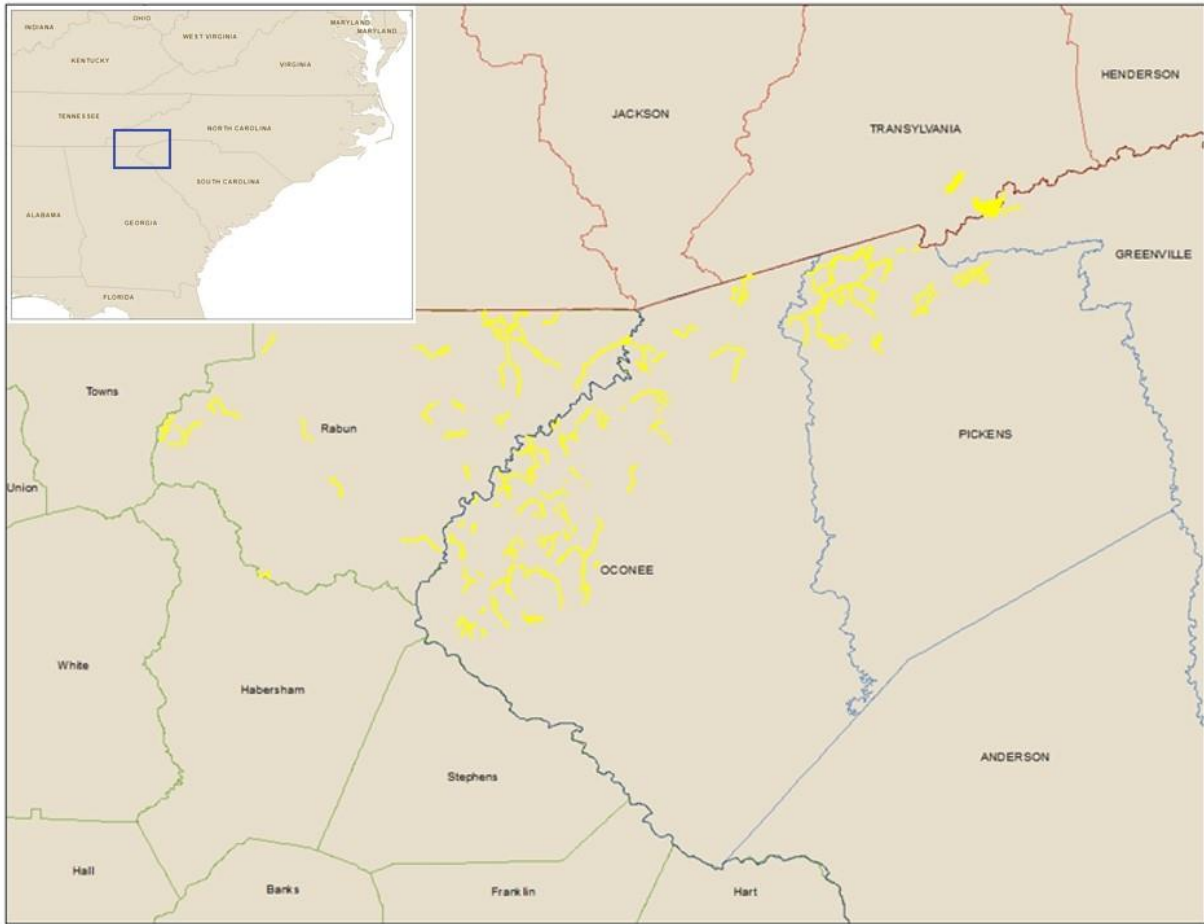 OHIO
INDIANA
MARYLAND
MARYLAND
WEST VIRGINIA
KENTUCKY
VIRGINIA
TENNESSEE
NORTH CAROLINA
SOUTH CAROLINA
ALABAMA
GEORGIA
FLORIDA
HENDERSON
JACKSON
TRANSYLVANIA
GREENVILLE
Towns
Rabun
PICKENS
Union
OCONEE
White
Habersham
ANDERSON
Stephens
Hall
Banks
Franklin
Hart